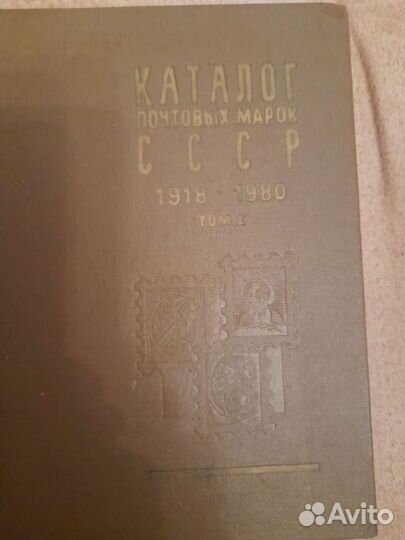 КАТАЛОГ
ПОЧТОВЫХ МАРОК
СССР
1918 · 1980
ТОМ 2
Avito